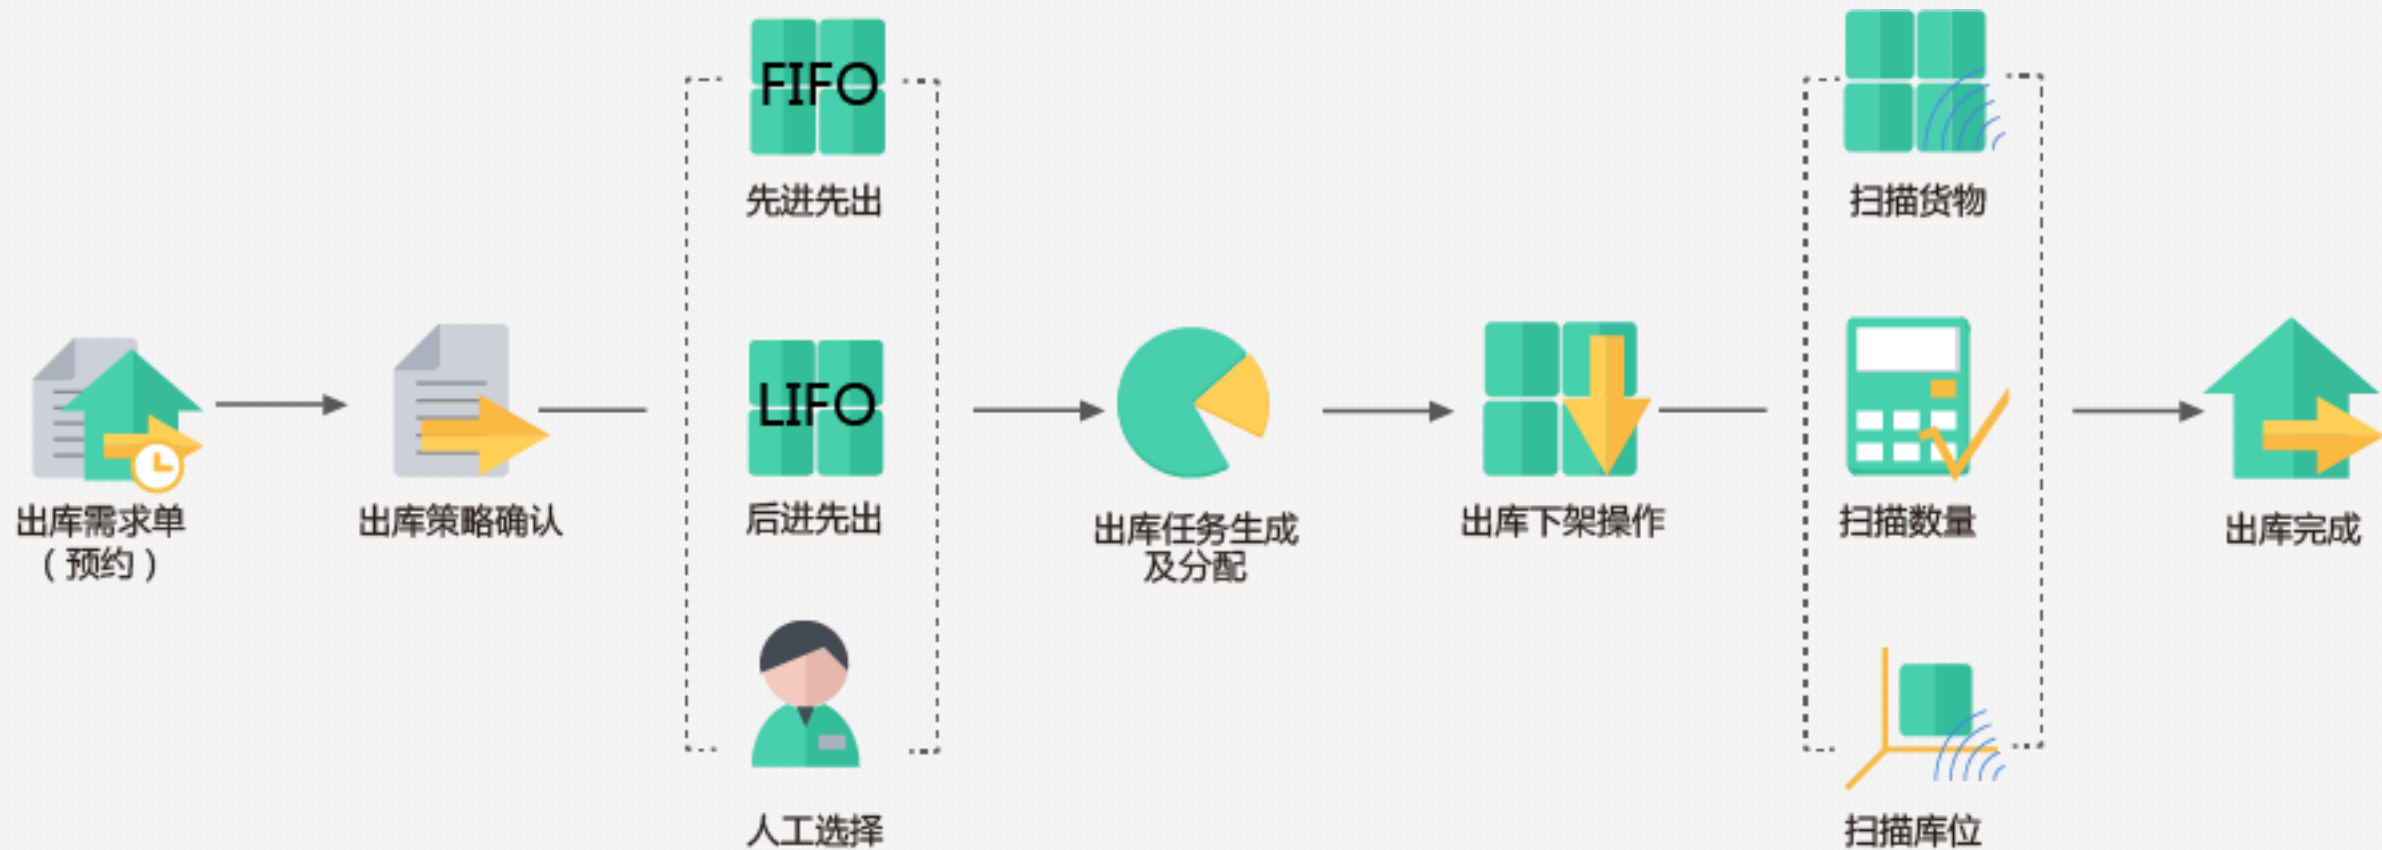 出库需求单
（预约）
出库策略确认
FIFO
先进先出
LIFO
后进先出
人工选择
出库任务生成
及分配
出库下架操作
扫描货物
扫描数量
扫描库位
出库完成